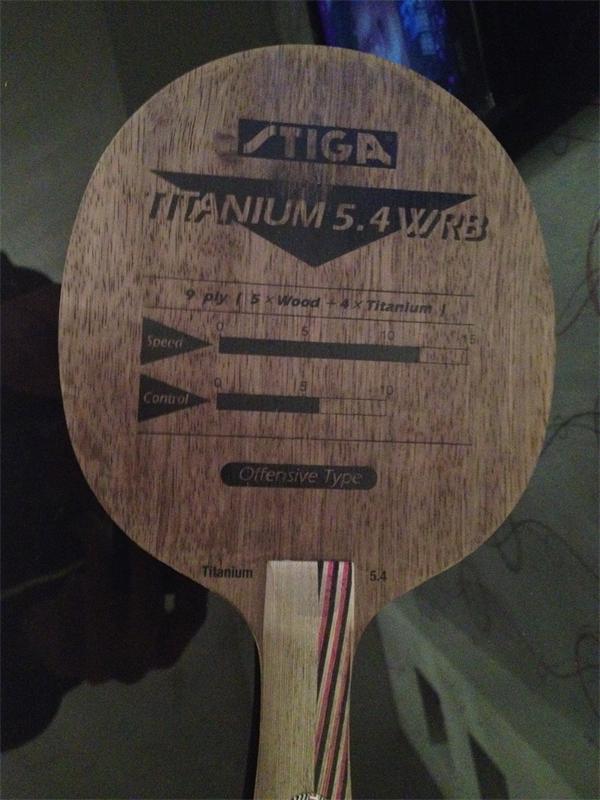 STIGA
TITANIUM 5.4 WRB
9 ply ( 5 × Wood + 4 × Titanium )
0 5 10 15
Speed
0 5 10
Control
Offensive Type
Titanium 5.4